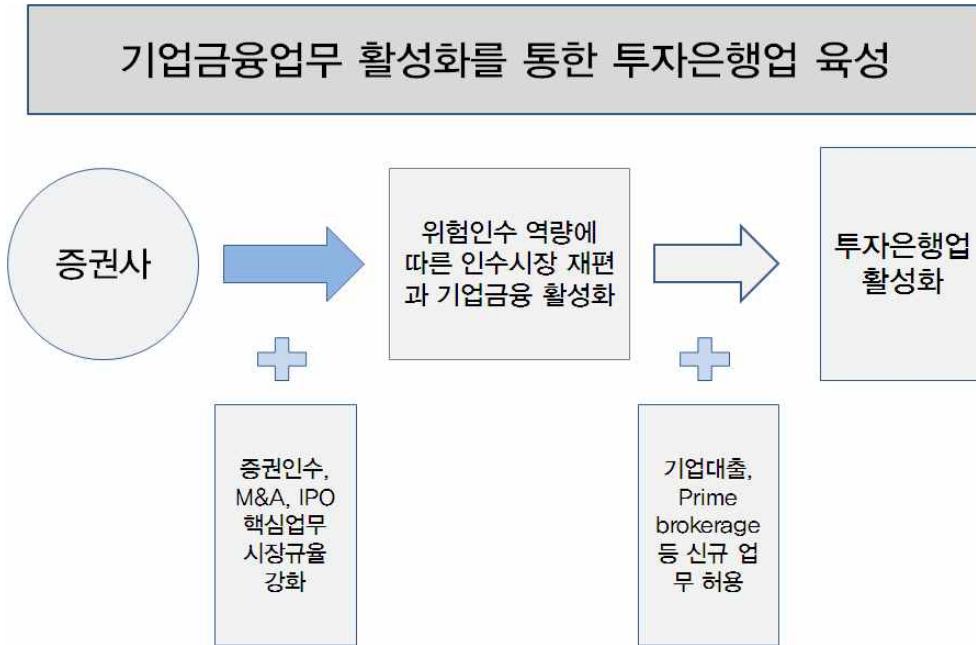 기업금융업무 활성화를 통한 투자은행업 육성
증권사
위험인수 역량에
따른 인수시장 재편
과 기업금융 활성화
투자은행업
활성화
증권인수,
M&A, IPO
핵심업무
시장규율
강화
기업대출,
Prime
brokerage
등 신규 업
무 허용